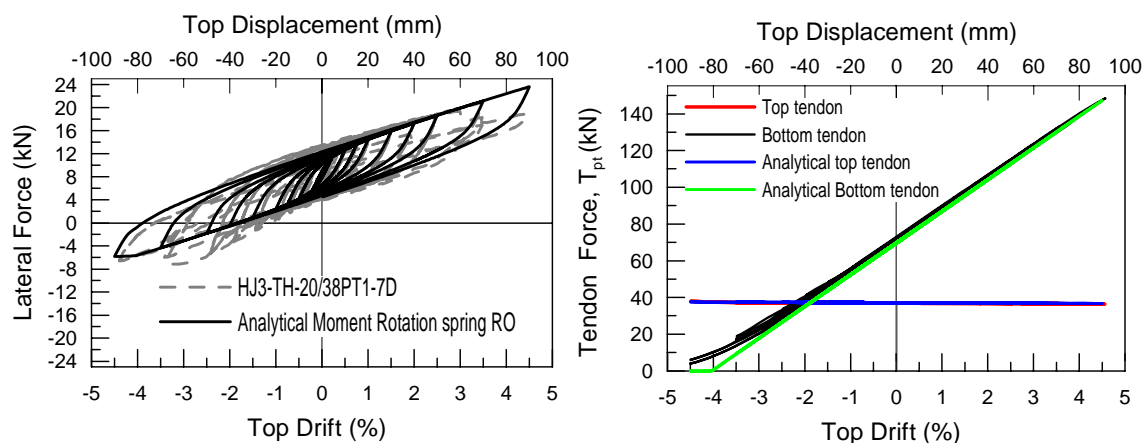 Top Displacement (mm)
-100 -80 -60 -40 -20 0 20 40 60 80 100
Lateral Force (kN)
24
20
16
12
8
4
0
-4
-8
-6
-12
-16
-20
-24
HJ3-TH-20/38PT1-7D
Analytical Moment Rotation spring RO
5 -4 -3 -2 -1 0 1 2 3 4 5
Top Drift (%)
Top Displacement (mm)
-100 -80 -60 -40 -20 0 20 40 60 80 100
Tendon Force, Tpt (kN)
140
120
100
80
60
40
20
0
Top tendon
Bottom tendon
Analytical top tendon
Analytical Bottom tendon
-5 -4 -3 -2 -1 0 1 2 3 4 5
Top Drift (%)